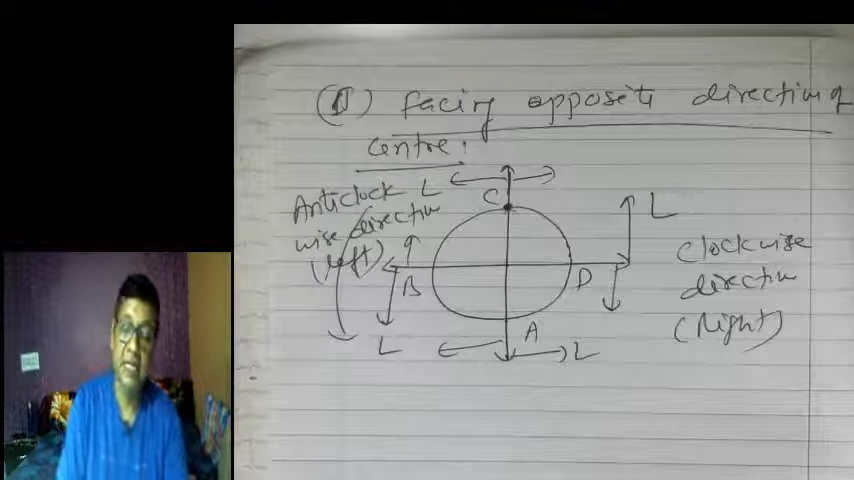 (II) Facing opposite direction of
centre:
Anticlock
wise direction
(left)
L
C
L
B
D
A
L
L
Clockwise
direction
(Right)